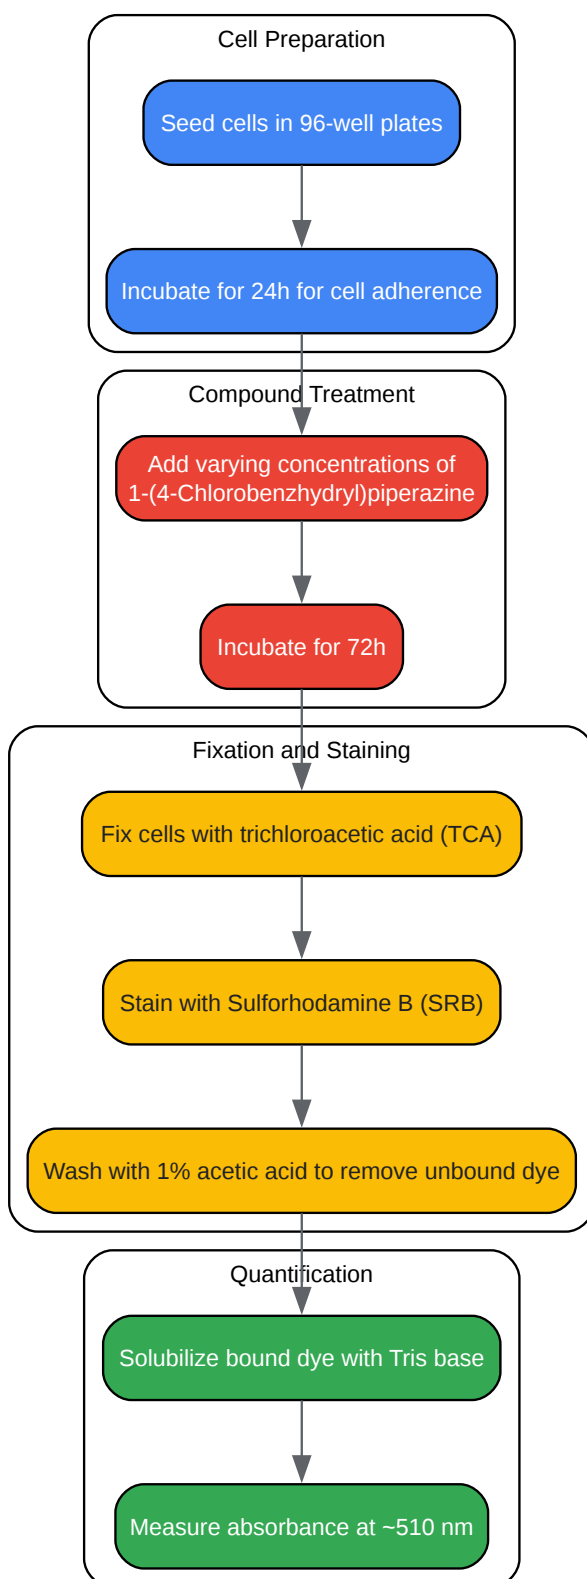 Cell Preparation
Seed cells in 96-well plates
Incubate for 24h for cell adherence
Compound Treatment
Add varying concentrations of
1-(4-Chlorobenzhydryl)piperazine
Incubate for 72h
Fixation and Staining
Fix cells with trichloroacetic acid (TCA)
Stain with Sulforhodamine B (SRB)
Wash with 1% acetic acid to remove unbound dye
Quantification
Solubilize bound dye with Tris base
Measure absorbance at ~510 nm